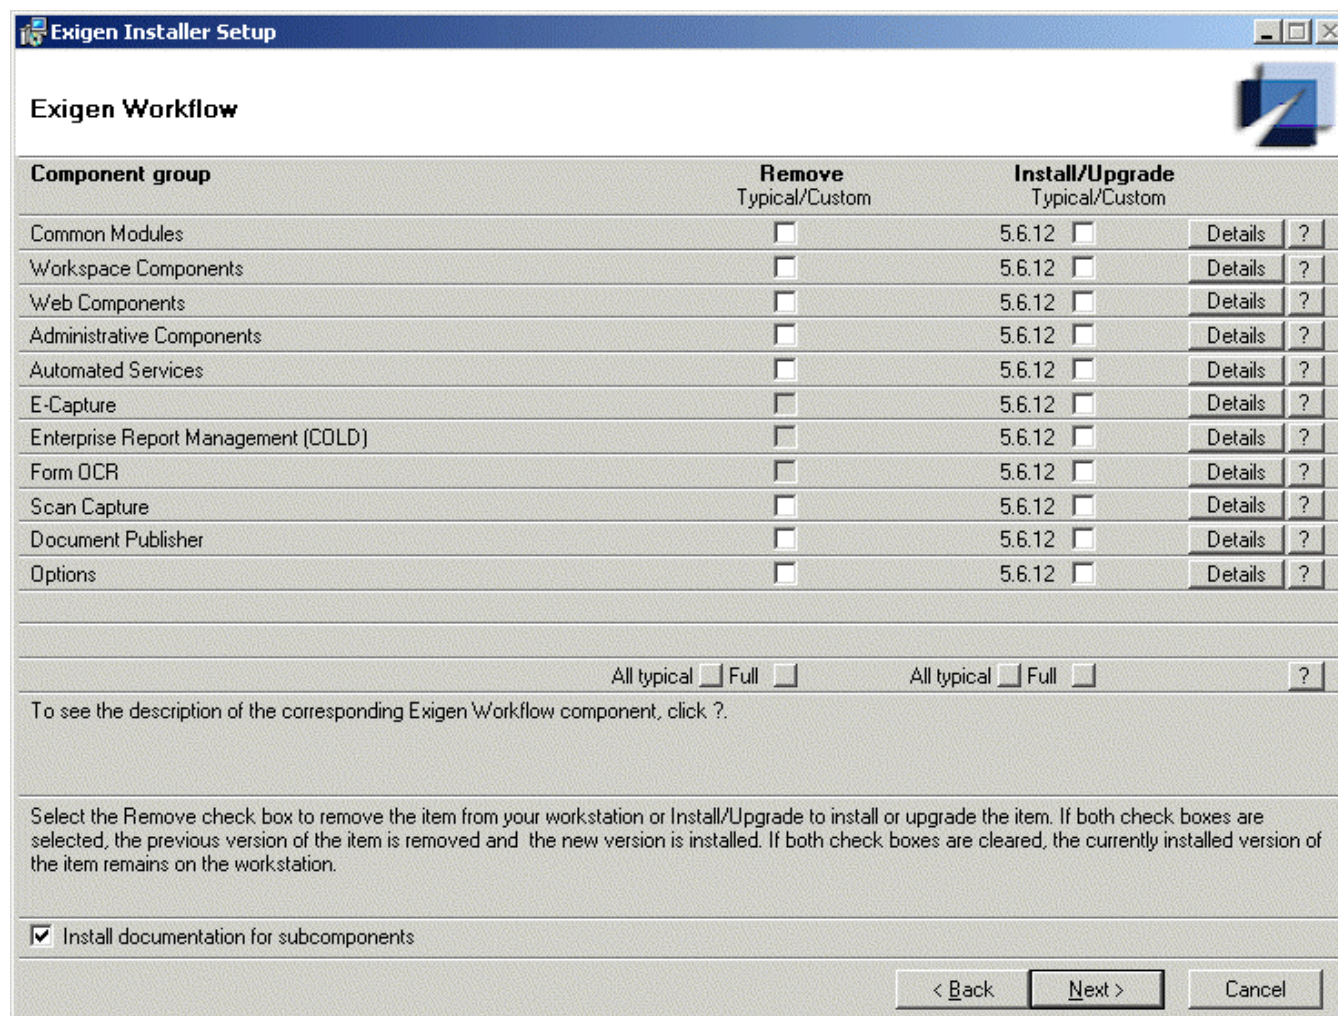 Exigen Installer Setup
Exigen Workflow
Component group Remove Install/Upgrade
Typical/Custom Typical/Custom
Common Modules 5.6.12 Details ?
Workspace Components 5.6.12 Details ?
Web Components 5.6.12 Details ?
Administrative Components 5.6.12 Details ?
Automated Services 5.6.12 Details ?
E-Capture 5.6.12 Details ?
Enterprise Report Management (COLD) 5.6.12 Details ?
Form OCR 5.6.12 Details ?
Scan Capture 5.6.12 Details ?
Document Publisher 5.6.12 Details ?
Options 5.6.12 Details ?
All typical Full All typical Full ?
To see the description of the corresponding Exigen Workflow component, click ?.
Select the Remove check box to remove the item from your workstation or Install/Upgrade to install or upgrade the item. If both check boxes are
selected, the previous version of the item is removed and the new version is installed. If both check boxes are cleared, the currently installed version of
the item remains on the workstation.
Install documentation for subcomponents
< Back Next > Cancel